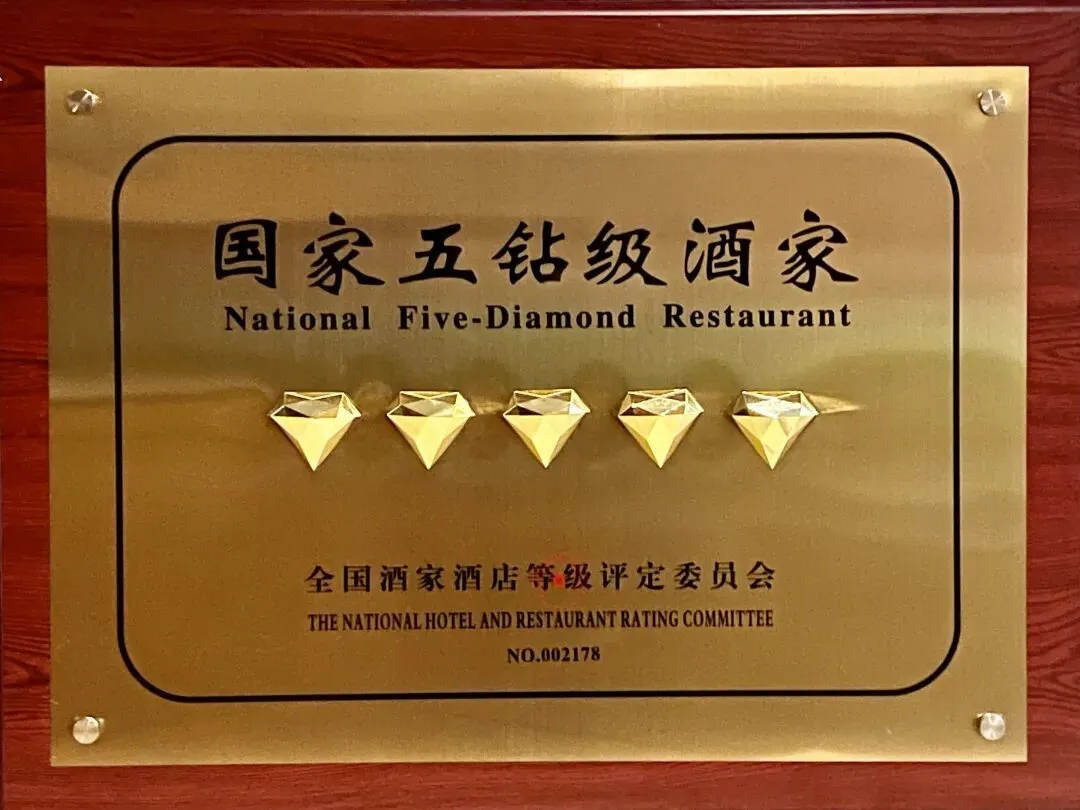 国家五钻级酒家
National Five-Diamond Restaurant
全国酒家酒店等级评定委员会
THE NATIONAL HOTEL AND RESTAURANT RATING COMMITTEE
NO.002178